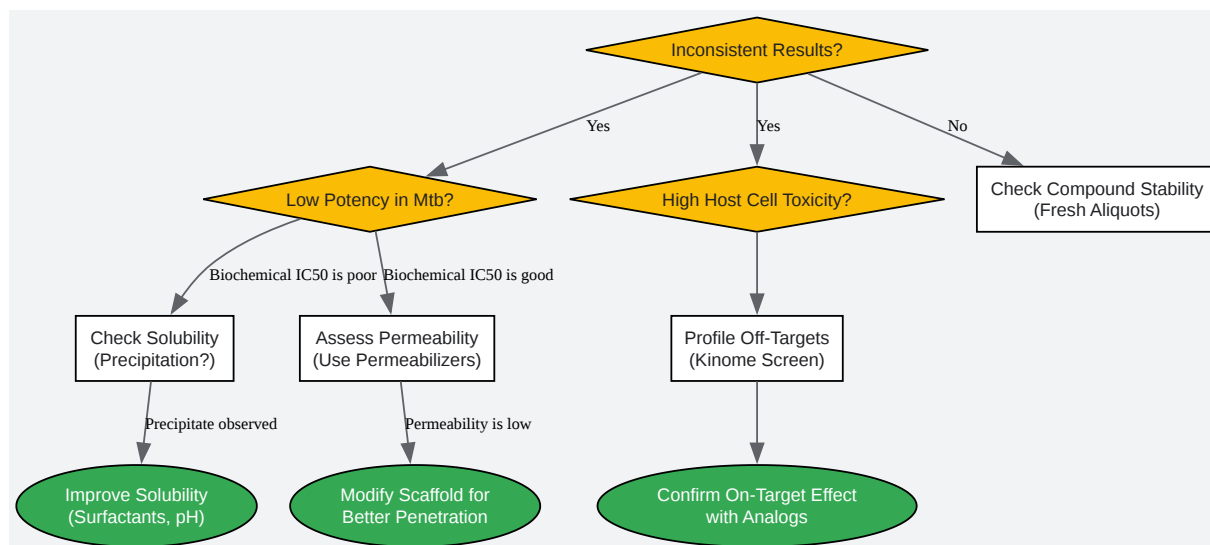 Inconsistent Results?
Yes
Yes
No
Low Potency in Mtb?
High Host Cell Toxicity?
Check Compound Stability
(Fresh Aliquots)
Biochemical IC50 is poor
Biochemical IC50 is good
Check Solubility
(Precipitation?)
Assess Permeability
(Use Permeabilizers)
Profile Off-Targets
(Kinome Screen)
Precipitate observed
Permeability is low
Improve Solubility
(Surfactants, pH)
Modify Scaffold for
Better Penetration
Confirm On-Target Effect
with Analogs